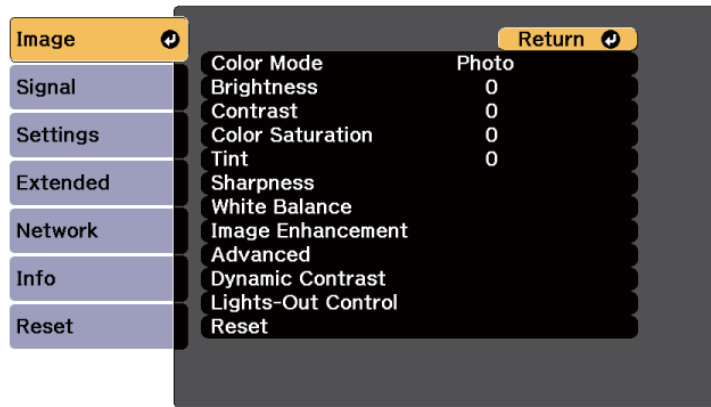 Image
Signal
Settings
Extended
Network
Info
Reset
Return
Color Mode Photo
Brightness 0
Contrast 0
Color Saturation 0
Tint 0
Sharpness
White Balance
Image Enhancement
Advanced
Dynamic Contrast
Lights-Out Control
Reset